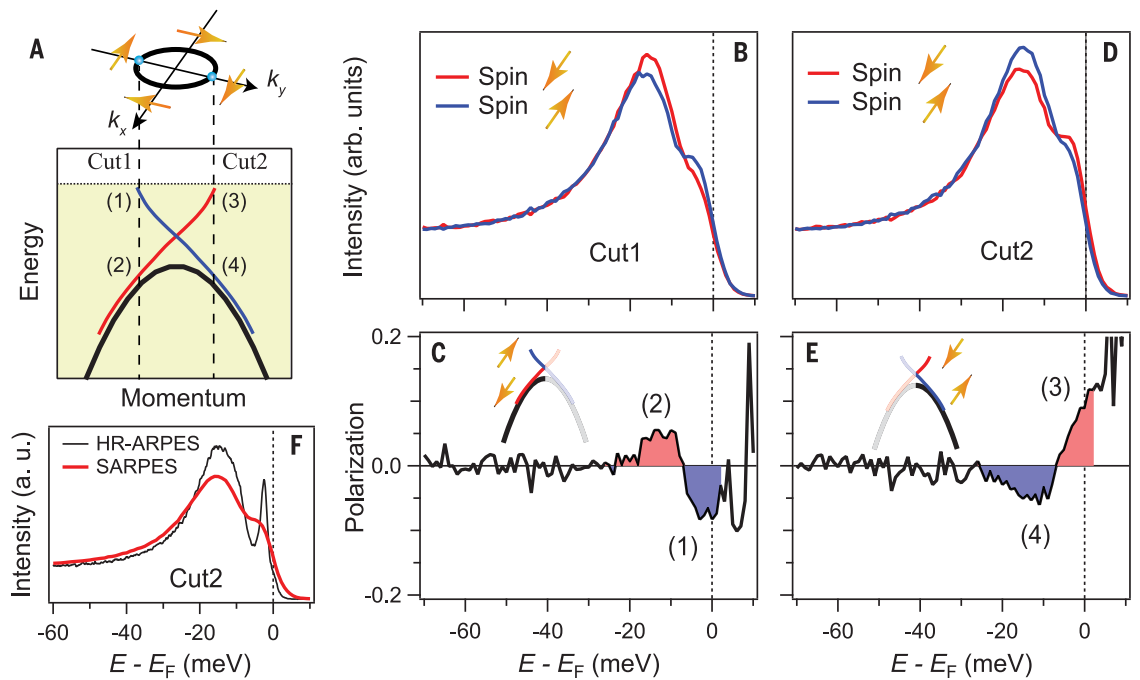 A
k_y
k_x
Cut1
Cut2
(1)
(3)
(2)
(4)
Energy
Momentum
B
Spin
Spin
Cut1
Intensity (arb. units)
D
Spin
Spin
Cut2
C
0.2
0.0
-0.2
Polarization
(2)
(1)
-60
-40
-20
0
E - E_F (meV)
E
(3)
(4)
-60
-40
-20
0
E - E_F (meV)
F
HR-ARPES
SARPES
Cut2
Intensity (a. u.)
-60
-40
-20
0
E - E_F (meV)